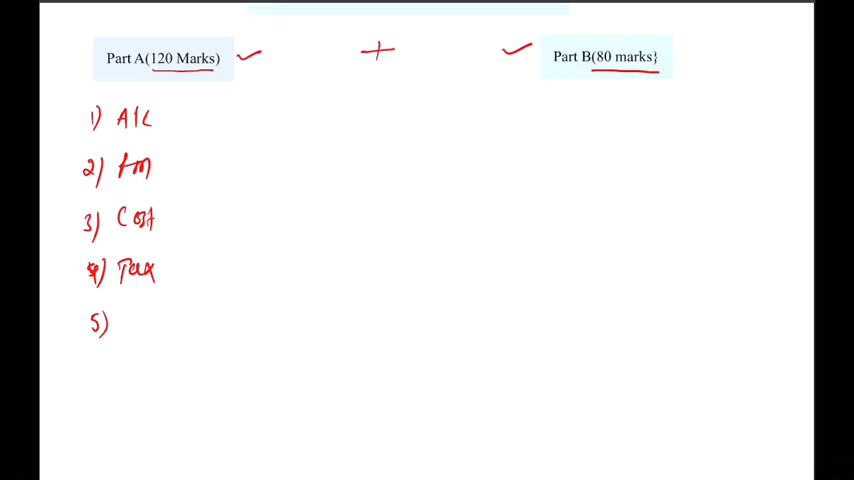 Part A(120 Marks) + Part B(80 marks}
1) A/C
2) fm
3) Cost
4) Tax
5)